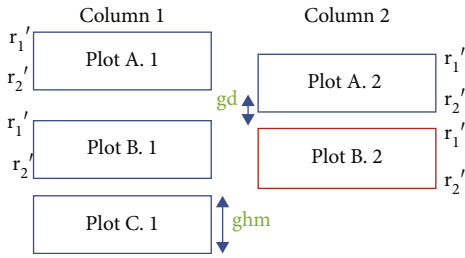 Column 1
r₁′
Plot A. 1
r₂′
r₁′
Plot B. 1
r₂′
Plot C. 1
ghm
Column 2
r₁′
Plot A. 2
r₂′
gd
r₁′
Plot B. 2
r₂′